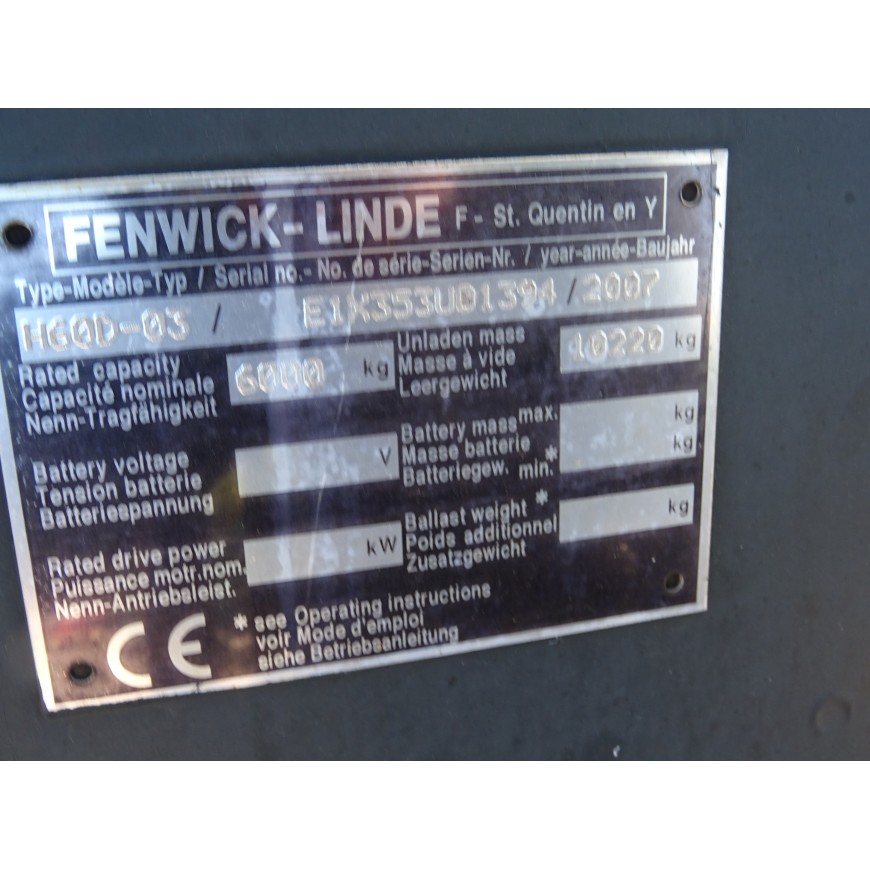 FENWICK-LINDE F - St. Quentin en Y
Type-Modèle-Typ / Serial no.- No. de série-Serien-Nr. / year-année-Baujahr
H60D-03 / E1X353U01394 / 2007
Rated capacity
Capacité nominale
Nenn-Tragfähigkeit
6000 kg
Unladen mass
Masse à vide
Leergewicht
10220 kg
Battery voltage
Tension batterie
Batteriespannung
V
Battery mass max. kg
Masse batterie
Batteriegew. min.* kg
Rated drive power
Puissance motr.nom.
Nenn-Antriebsleist.
kW
Ballast weight *
Poids additionnel
Zusatzgewicht
kg
CE
* see Operating instructions
voir Mode d'emploi
siehe Betriebsanleitung